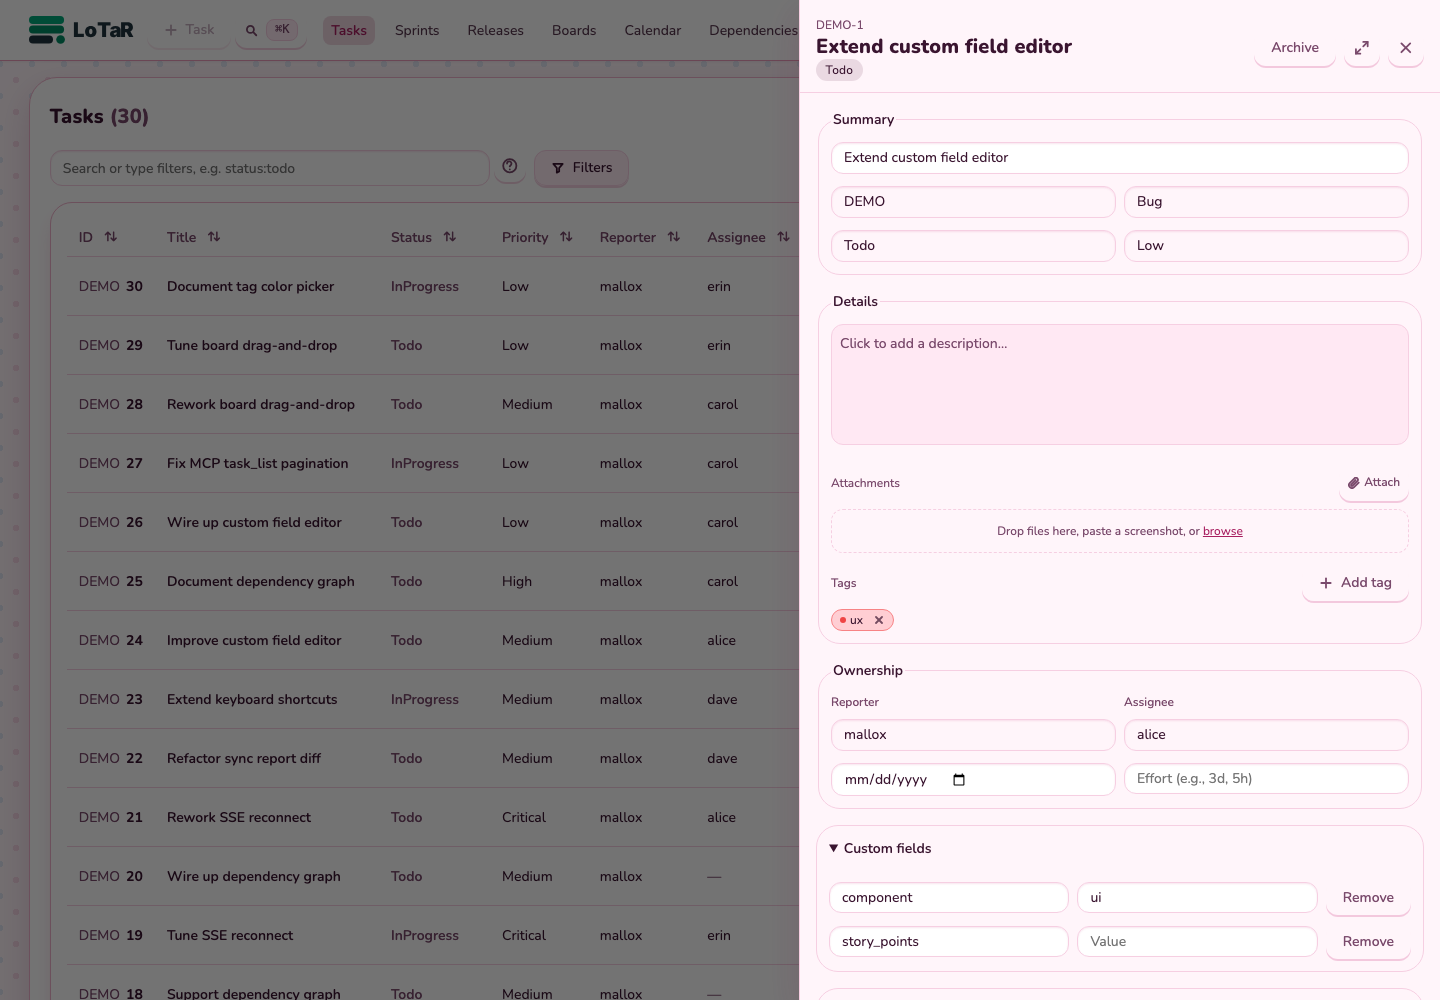 LoTaR
Task
⌘K
Tasks
Sprints
Releases
Boards
Calendar
Dependencies
Tasks (30)
Search or type filters, e.g. status:todo
Filters
ID Title Status Priority Reporter Assignee
DEMO 30 Document tag color picker InProgress Low mallox erin
DEMO 29 Tune board drag-and-drop Todo Low mallox erin
DEMO 28 Rework board drag-and-drop Todo Medium mallox carol
DEMO 27 Fix MCP task_list pagination InProgress Low mallox carol
DEMO 26 Wire up custom field editor Todo Low mallox carol
DEMO 25 Document dependency graph Todo High mallox carol
DEMO 24 Improve custom field editor Todo Medium mallox alice
DEMO 23 Extend keyboard shortcuts InProgress Medium mallox dave
DEMO 22 Refactor sync report diff Todo Medium mallox dave
DEMO 21 Rework SSE reconnect Todo Critical mallox alice
DEMO 20 Wire up dependency graph Todo Medium mallox —
DEMO 19 Tune SSE reconnect InProgress Critical mallox erin
DEMO 18 Support dependency graph Todo Medium mallox —
DEMO-1
Extend custom field editor
Todo
Archive
Summary
Extend custom field editor
DEMO Bug
Todo Low
Details
Click to add a description...
Attachments
Attach
Drop files here, paste a screenshot, or browse
Tags
Add tag
ux
Ownership
Reporter Assignee
mallox alice
mm/dd/yyyy Effort (e.g., 3d, 5h)
Custom fields
component ui Remove
story_points Value Remove